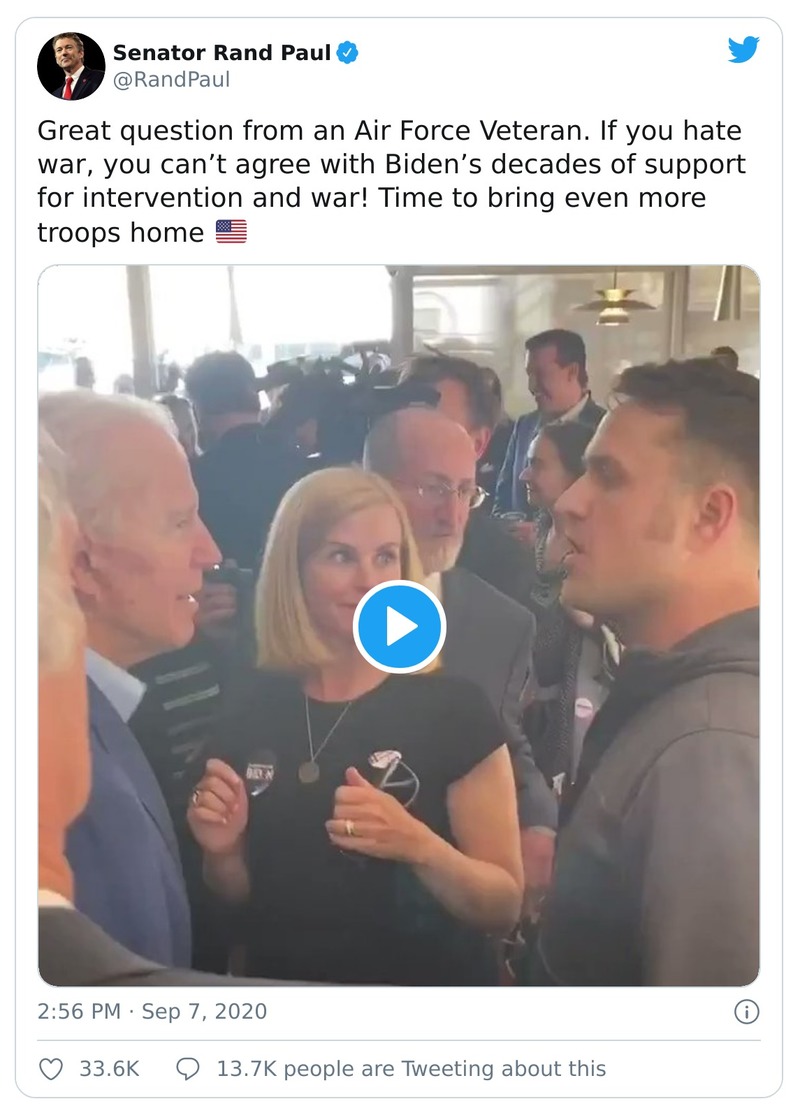 Senator Rand Paul
@RandPaul
Great question from an Air Force Veteran. If you hate
war, you can’t agree with Biden’s decades of support
for intervention and war! Time to bring even more
troops home 🇺🇸
BIDEN
2:56 PM · Sep 7, 2020
33.6K
13.7K people are Tweeting about this